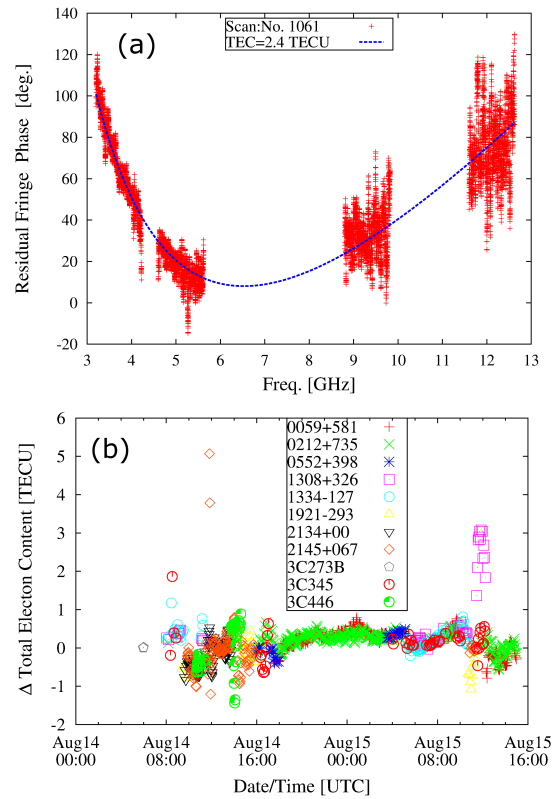 (a)
Scan:No. 1061
TEC=2.4 TECU
Residual Fringe Phase [deg.]
140
120
100
80
60
40
20
0
-20
3 4 5 6 7 8 9 10 11 12 13
Freq. [GHz]
(b)
0059+581
0212+735
0552+398
1308+326
1334-127
1921-293
2134+00
2145+067
3C273B
3C345
3C446
Δ Total Electon Content [TECU]
6
5
4
3
2
1
0
-1
-2
Aug14 Aug14 Aug14 Aug15 Aug15 Aug15
00:00 08:00 16:00 00:00 08:00 16:00
Date/Time [UTC]